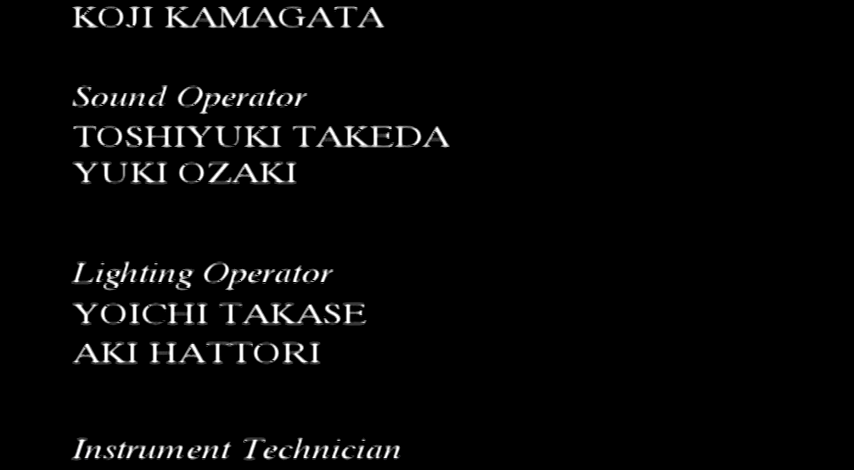 KOJI KAMAGATA
Sound Operator
TOSHIYUKI TAKEDA
YUKI OZAKI
Lighting Operator
YOICHI TAKASE
AKI HATTORI
Instrument Technician